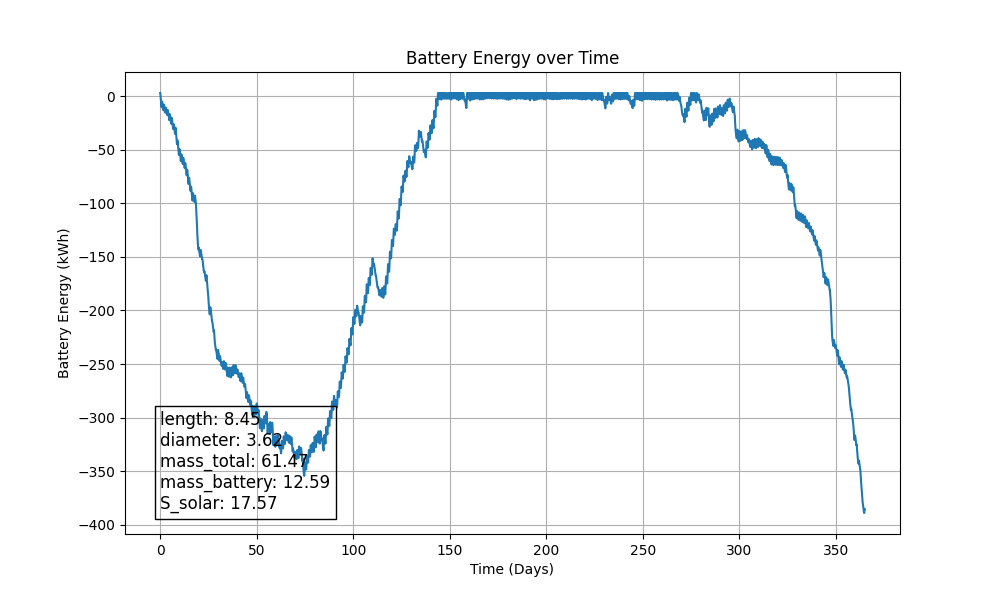 Battery Energy over Time
Battery Energy (kWh)
0
−50
−100
−150
−200
−250
−300
−350
−400
length: 8.45
diameter: 3.62
mass_total: 61.47
mass_battery: 12.59
S_solar: 17.57
0 50 100 150 200 250 300 350
Time (Days)